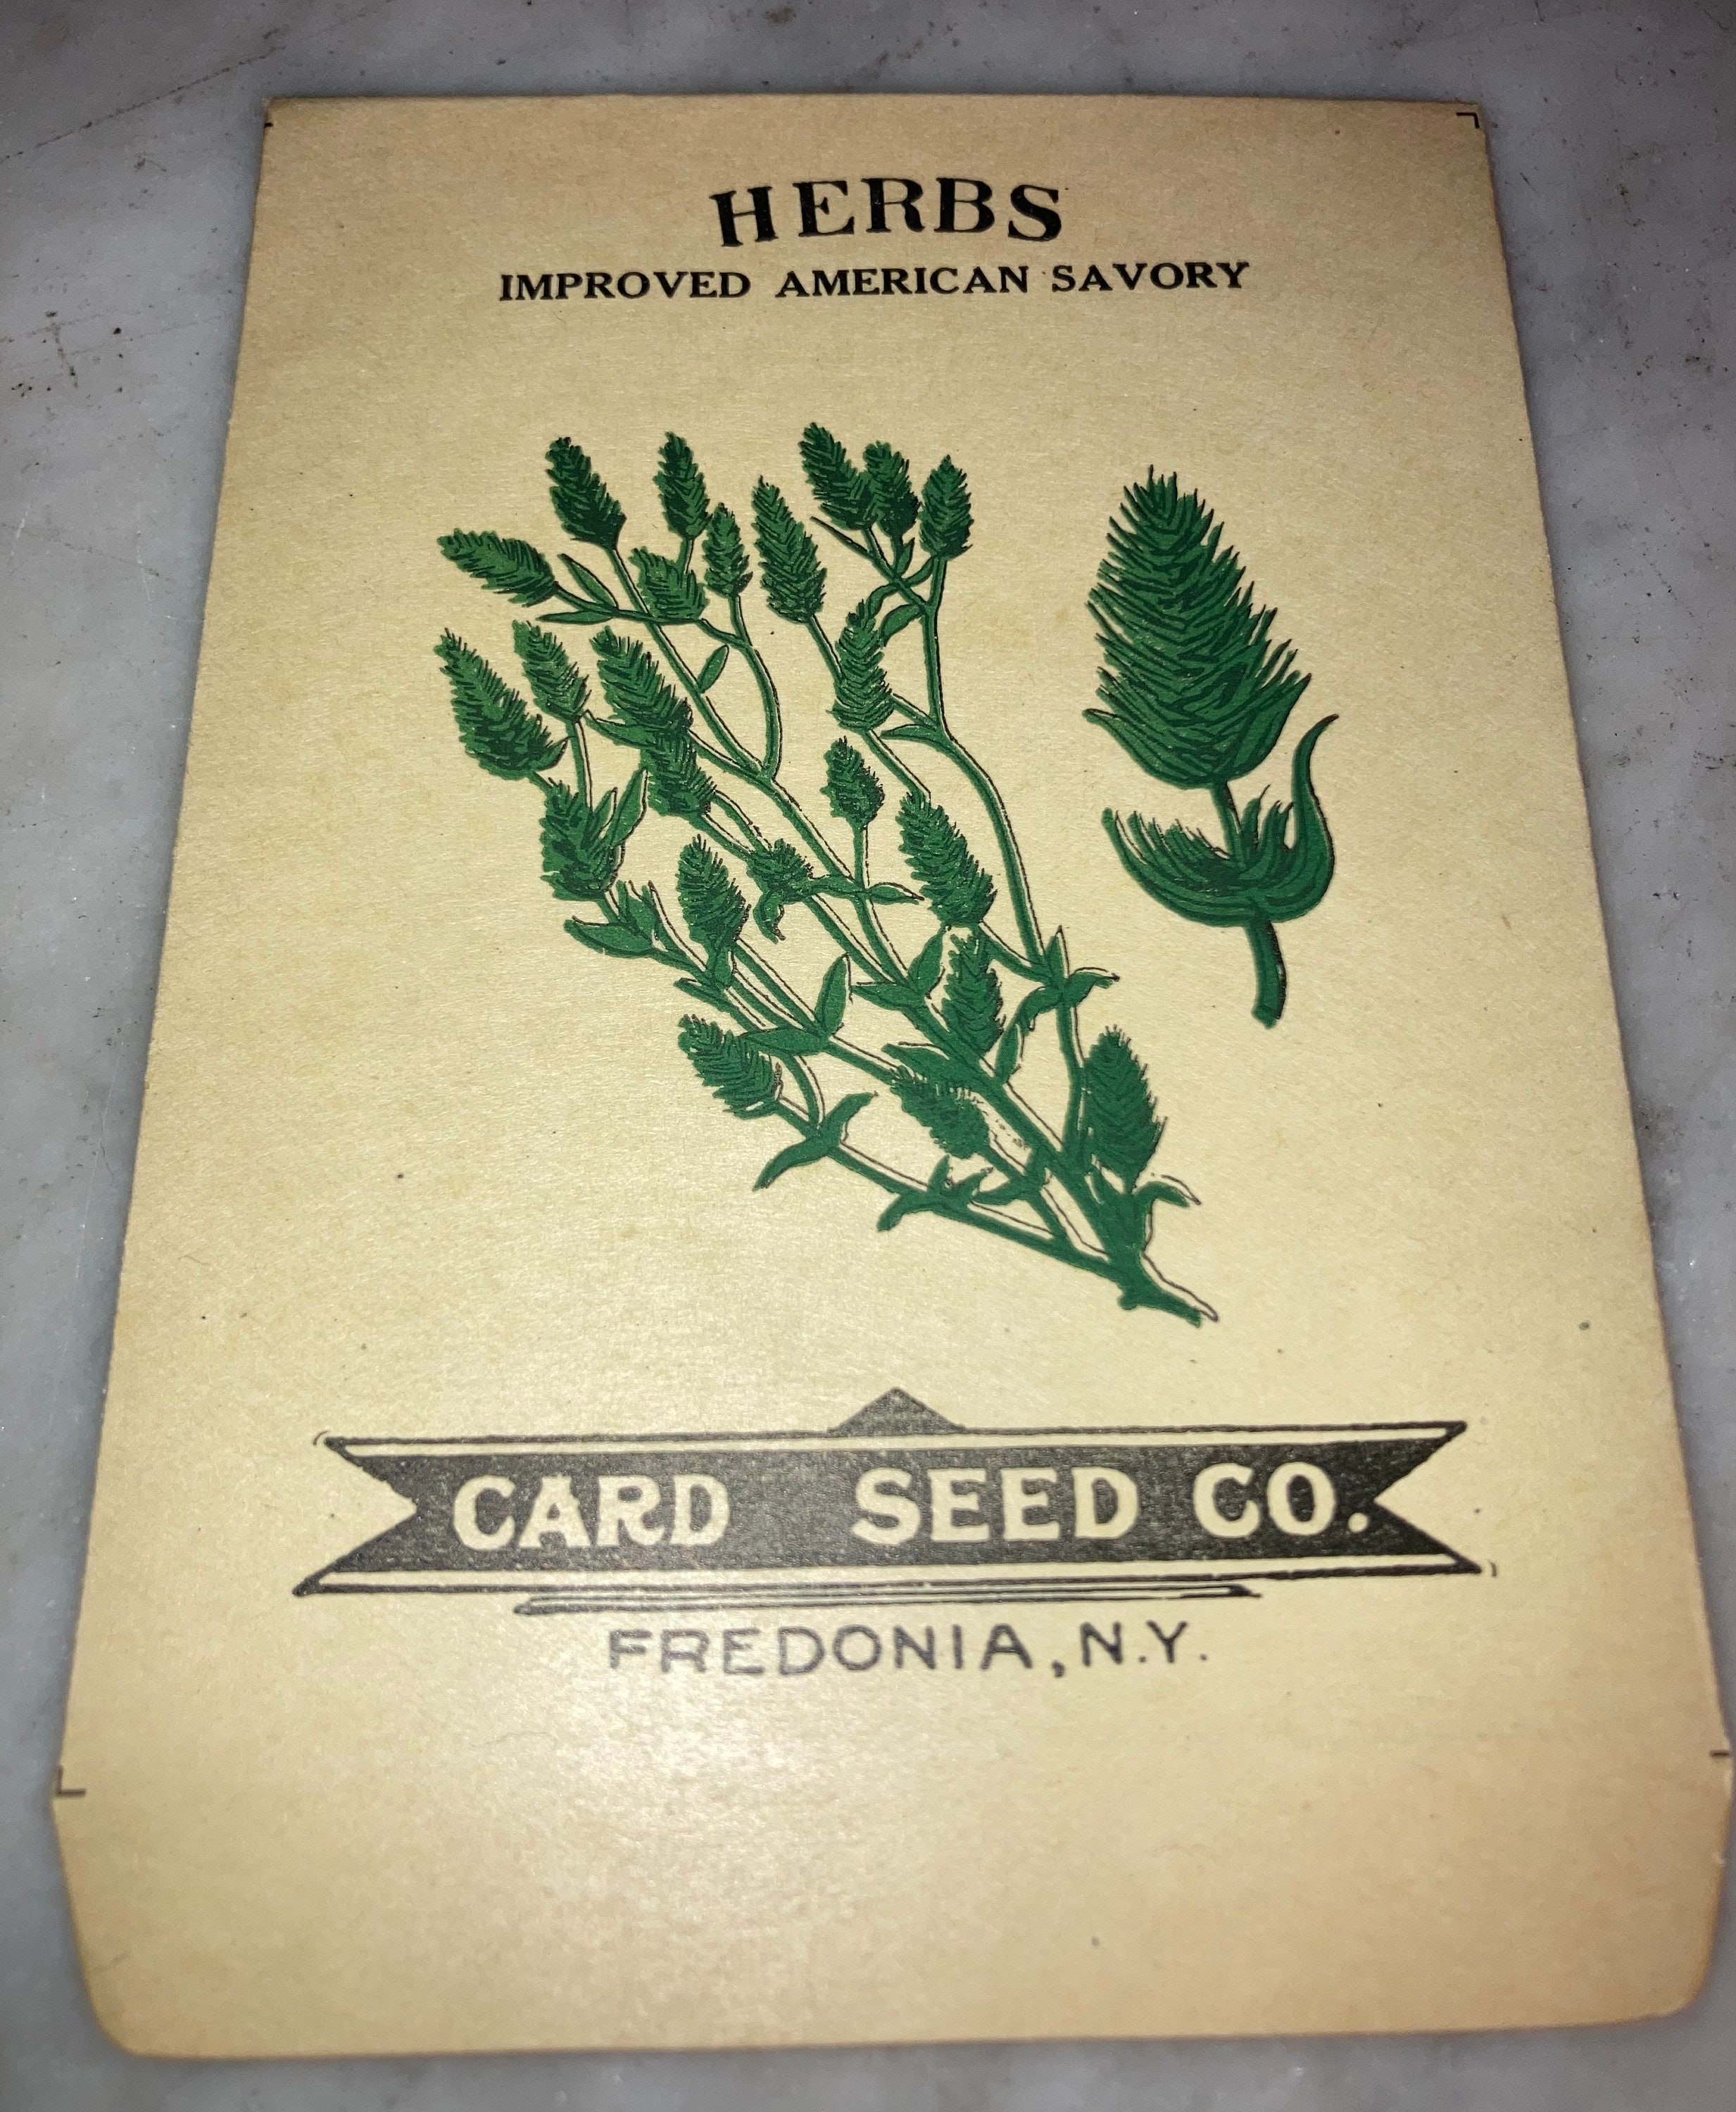 HERBS
IMPROVED AMERICAN SAVORY
CARD SEED CO.
FREDONIA, N.Y.